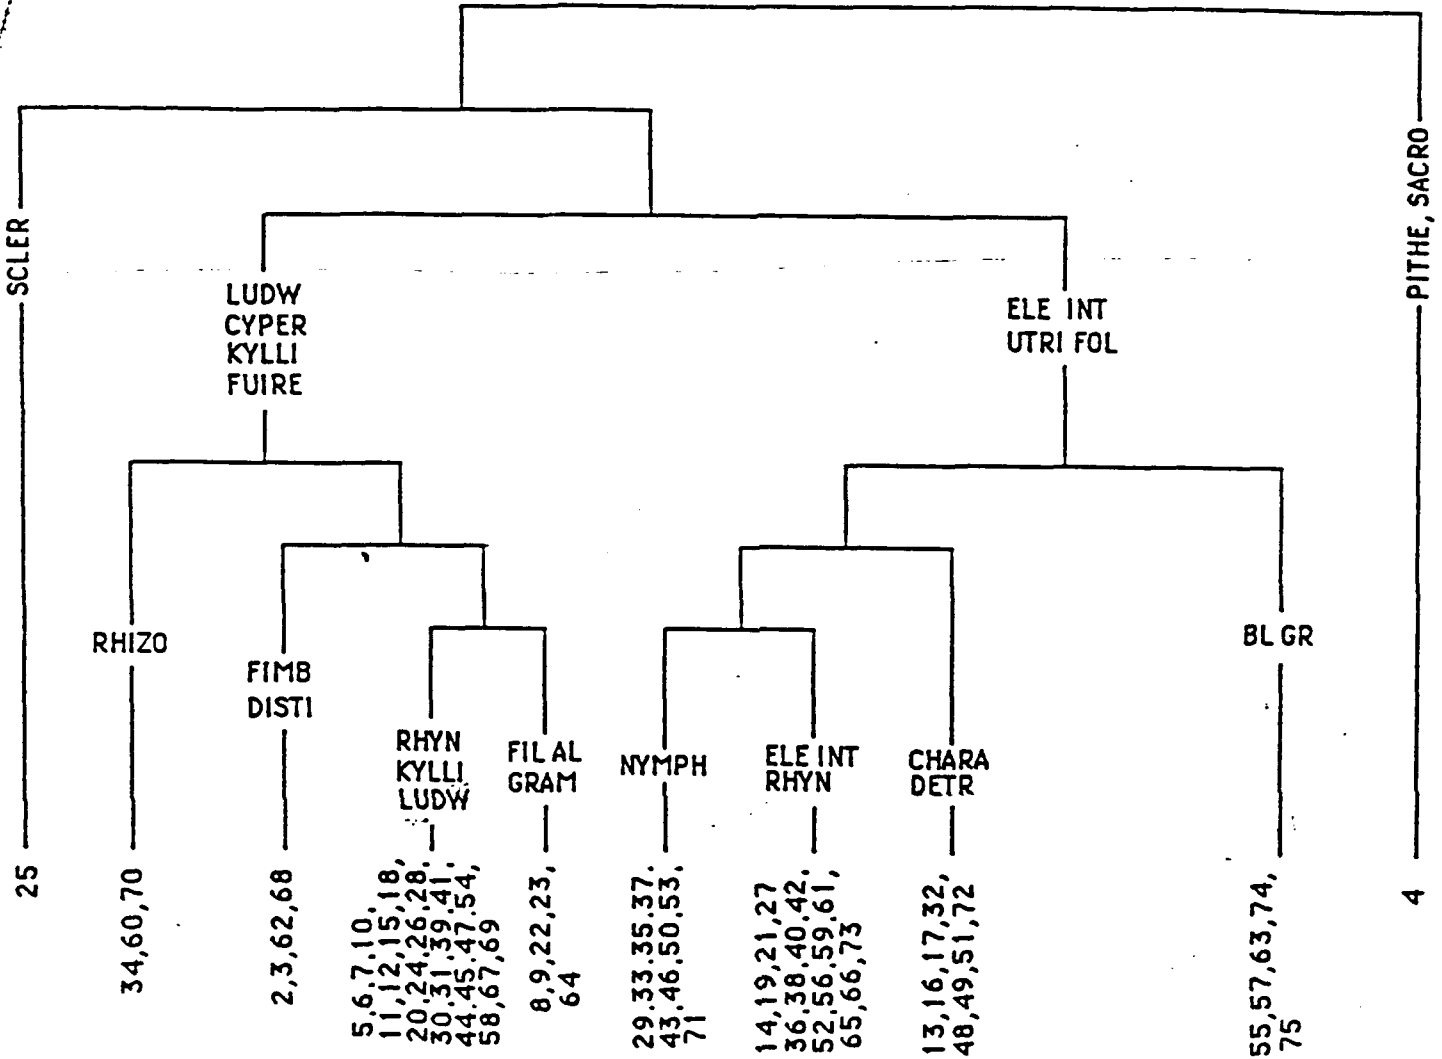 SCLER
PITHE, SACRO
LUDW
CYPER
KYLLI
FUIRE
ELE INT
UTRI FOL
RHIZO
FIMB
DISTI
RHYN
KYLLI
LUDW
FIL AL
GRAM
NYMPH
ELE INT
RHYN
CHARA
DETR
BL GR
25
34,60,70
2,3,62,68
5,6,7,10,
11,12,15,18,
20,24,26,28,
30,31,39,41,
44,45,47,54,
58,67,69
8,9,22,23,
64
29,33,35,37,
43,46,50,53,
71
14,19,21,27
36,38,40,42,
52,56,59,61,
65,66,73
13,16,17,32,
48,49,51,72
55,57,63,74,
75
4